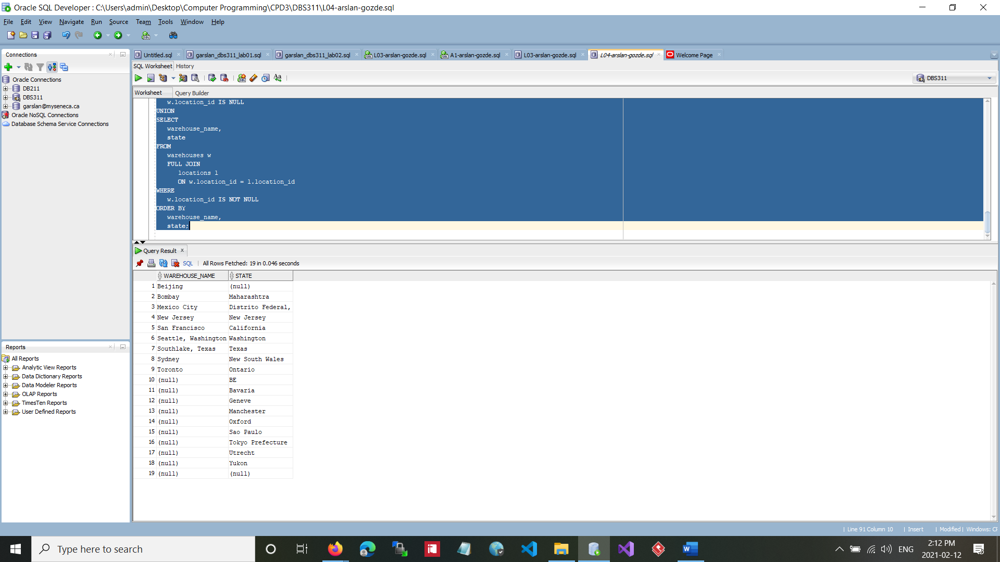 Oracle SQL Developer : C:\Users\admin\Desktop\Computer Programming\CPD3\DBS311\L04-arslan-gozde.sql
File Edit View Navigate Run Source Team Tools Window Help
Connections
Oracle Connections
DB211
DBS311
garslan@myseneca.ca
Oracle NoSQL Connections
Database Schema Service Connections
Reports
All Reports
Analytic View Reports
Data Dictionary Reports
Data Modeler Reports
OLAP Reports
TimesTen Reports
User Defined Reports
Untitled.sql garslan_dbs311_lab01.sql garslan_dbs311_lab02.sql L03-arslan-gozde.sql A1-arslan-gozde.sql L03-arslan-gozde.sql L04-arslan-gozde.sql Welcome Page
SQL Worksheet History
Aa
DBS311
Worksheet Query Builder
w.location_id IS NULL
UNION
SELECT
warehouse_name,
state
FROM
warehouses w
FULL JOIN
locations l
ON w.location_id = l.location_id
WHERE
w.location_id IS NOT NULL
ORDER BY
warehouse_name,
state;
Query Result
SQL | All Rows Fetched: 19 in 0.046 seconds
WAREHOUSE_NAME STATE
1 Beijing (null)
2 Bombay Maharashtra
3 Mexico City Distrito Federal,
4 New Jersey New Jersey
5 San Francisco California
6 Seattle, Washington Washington
7 Southlake, Texas Texas
8 Sydney New South Wales
9 Toronto Ontario
10 (null) BE
11 (null) Bavaria
12 (null) Geneve
13 (null) Manchester
14 (null) Oxford
15 (null) Sao Paulo
16 (null) Tokyo Prefecture
17 (null) Utrecht
18 (null) Yukon
19 (null) (null)
| Line 91 Column 10 | Insert | Modified | Windows: CF
Type here to search
ENG
2:12 PM
2021-02-12